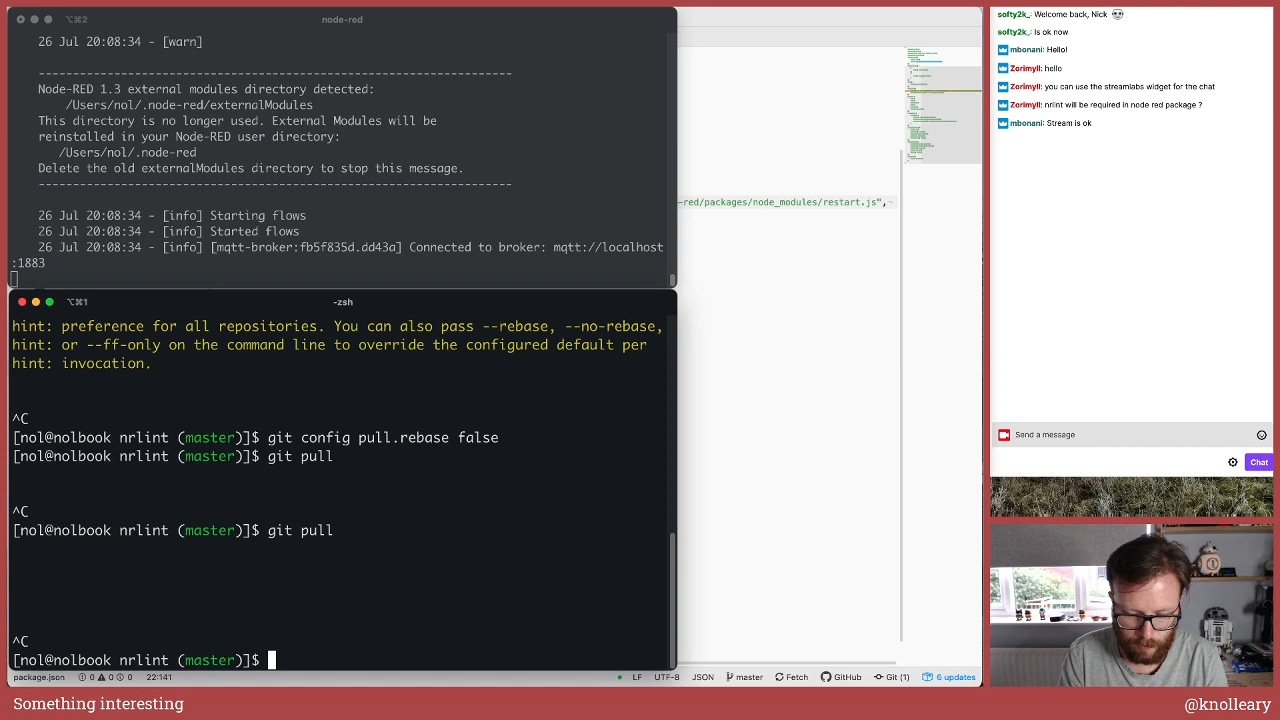 ⌥⌘2
node-red
26 Jul 20:08:34 - [warn]
---------------------------------------------------------------------
Node-RED 1.3 external modules directory detected:
/Users/nol/.node-red/externalModules
This directory is no longer used. External Modules will be
installed in your Node-RED user directory:
/Users/nol/.node-red
Delete the old externalModules directory to stop this message.
---------------------------------------------------------------------
26 Jul 20:08:34 - [info] Starting flows
26 Jul 20:08:34 - [info] Started flows
26 Jul 20:08:34 - [info] [mqtt-broker:fb5f835d.dd43a] Connected to broker: mqtt://localhost
:1883
-red/packages/node_modules/restart.js",¬
⌥⌘1
-zsh
hint: preference for all repositories. You can also pass --rebase, --no-rebase,
hint: or --ff-only on the command line to override the configured default per
hint: invocation.
^C
[nol@nolbook nrlint (master)]$ git config pull.rebase false
[nol@nolbook nrlint (master)]$ git pull
^C
[nol@nolbook nrlint (master)]$ git pull
^C
[nol@nolbook nrlint (master)]$
package.json 0 0 0 22:141 LF UTF-8 JSON master Fetch GitHub Git (1) 6 updates
softy2k_: Welcome back, Nick
softy2k_: Is ok now
mbonani: Hello!
Zorimyll: hello
Zorimyll: you can use the streamlabs widget for the chat
Zorimyll: nrlint will be required in node red package ?
mbonani: Stream is ok
Send a message
Chat
Something interesting
@knolleary